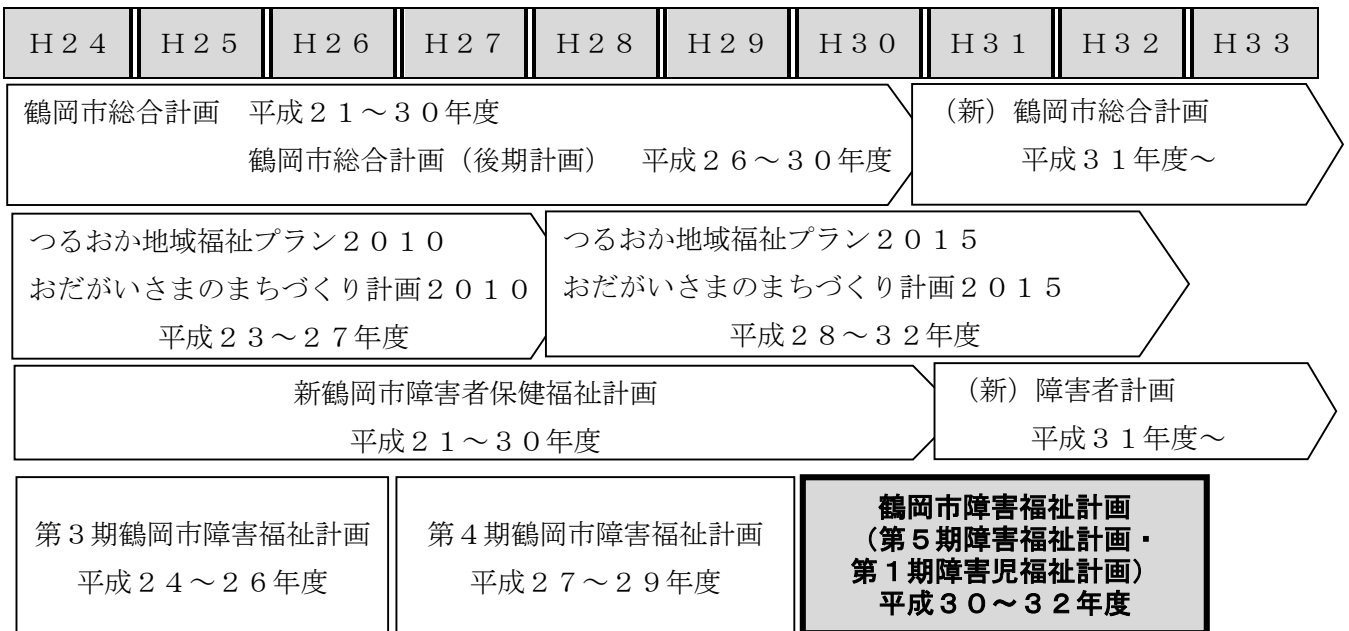 Ｈ２４ Ｈ２５ Ｈ２６ Ｈ２７ Ｈ２８ Ｈ２９ Ｈ３０ Ｈ３１ Ｈ３２ Ｈ３３
鶴岡市総合計画　平成２１～３０年度
鶴岡市総合計画（後期計画）　平成２６～３０年度
（新）鶴岡市総合計画
平成３１年度～
つるおか地域福祉プラン２０１０
おだがいさまのまちづくり計画２０１０
平成２３～２７年度
つるおか地域福祉プラン２０１５
おだがいさまのまちづくり計画２０１５
平成２８～３２年度
新鶴岡市障害者保健福祉計画
平成２１～３０年度
（新）障害者計画
平成３１年度～
第３期鶴岡市障害福祉計画
平成２４～２６年度
第４期鶴岡市障害福祉計画
平成２７～２９年度
鶴岡市障害福祉計画
（第５期障害福祉計画・
第１期障害児福祉計画）
平成３０～３２年度